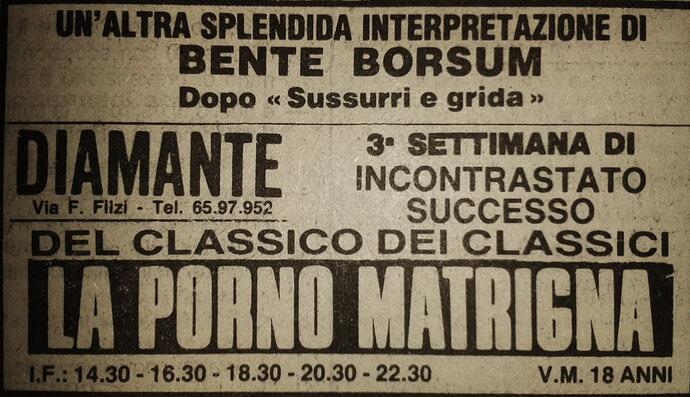 UN'ALTRA SPLENDIDA INTERPRETAZIONE DI
BENTE BORSUM
Dopo « Sussurri e grida »
DIAMANTE
Via F. Filzi - Tel. 65.97.952
3ª SETTIMANA DI
INCONTRASTATO
SUCCESSO
DEL CLASSICO DEI CLASSICI
LA PORNO MATRIGNA
I.F.: 14.30 - 16.30 - 18.30 - 20.30 - 22.30 V.M. 18 ANNI